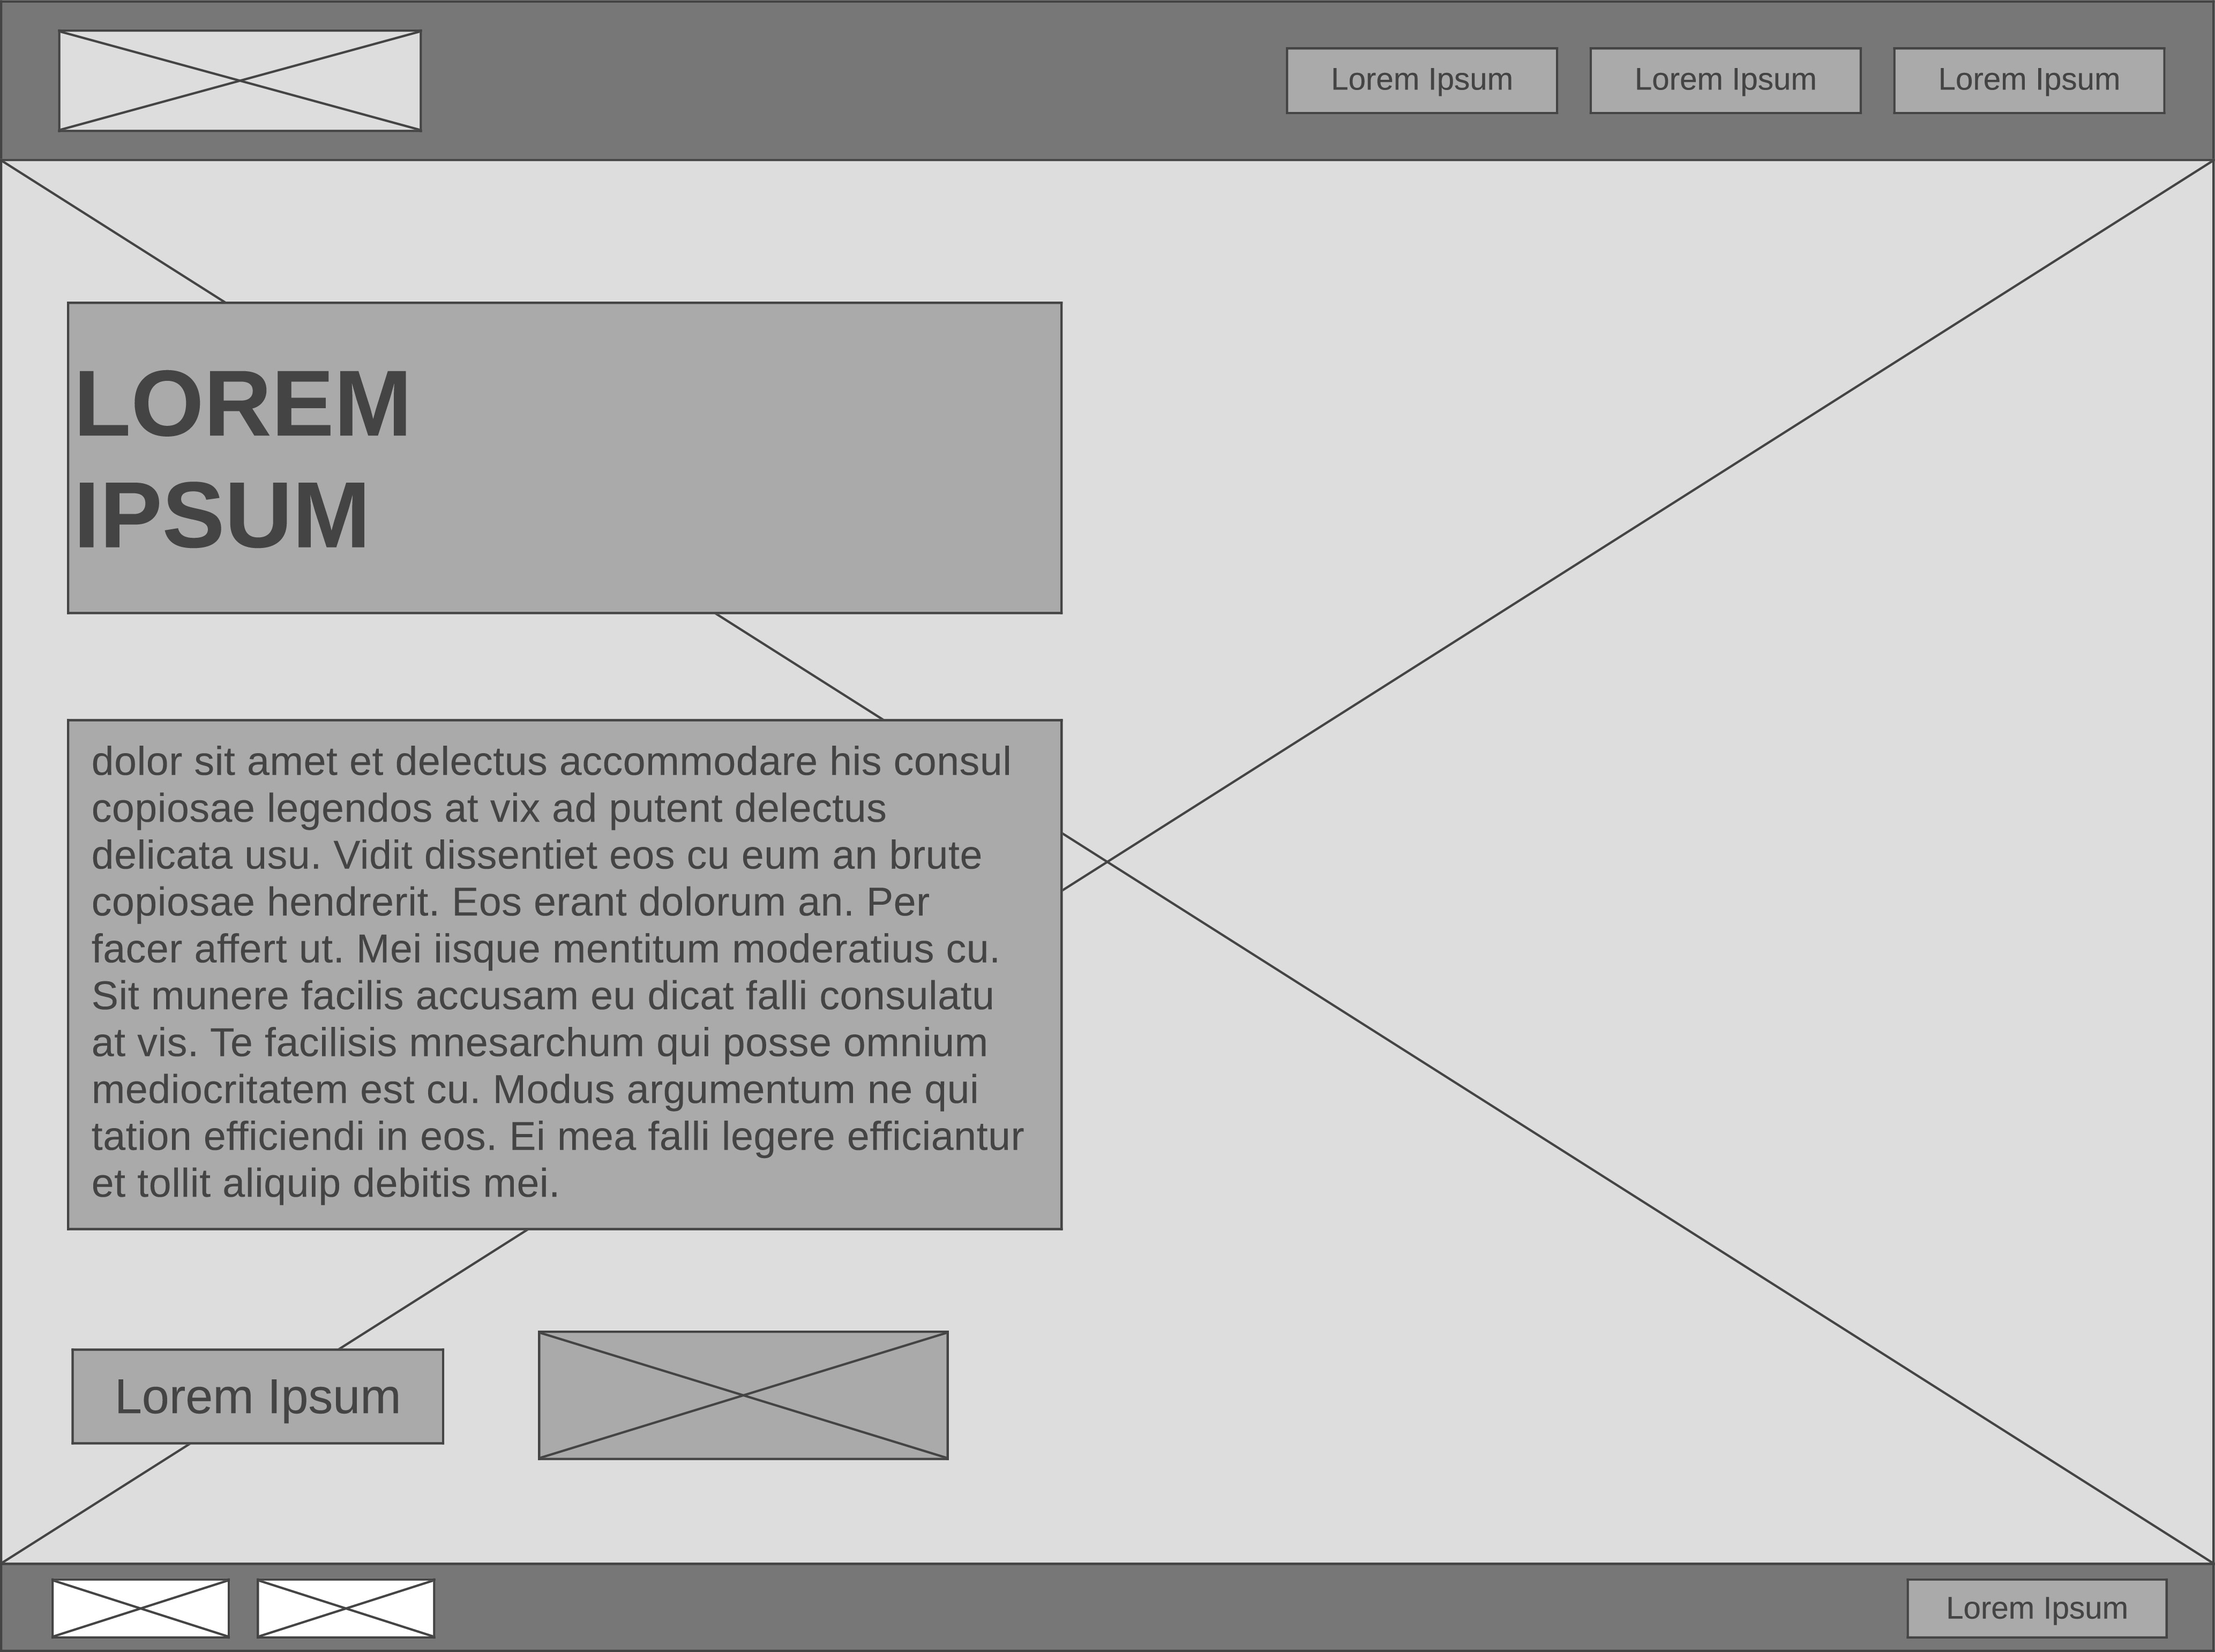 Lorem Ipsum
Lorem Ipsum
Lorem Ipsum
LOREM
IPSUM
dolor sit amet et delectus accommodare his consul
copiosae legendos at vix ad putent delectus
delicata usu. Vidit dissentiet eos cu eum an brute
copiosae hendrerit. Eos erant dolorum an. Per
facer affert ut. Mei iisque mentitum moderatius cu.
Sit munere facilis accusam eu dicat falli consulatu
at vis. Te facilisis mnesarchum qui posse omnium
mediocritatem est cu. Modus argumentum ne qui
tation efficiendi in eos. Ei mea falli legere efficiantur
et tollit aliquip debitis mei.
Lorem Ipsum
Lorem Ipsum